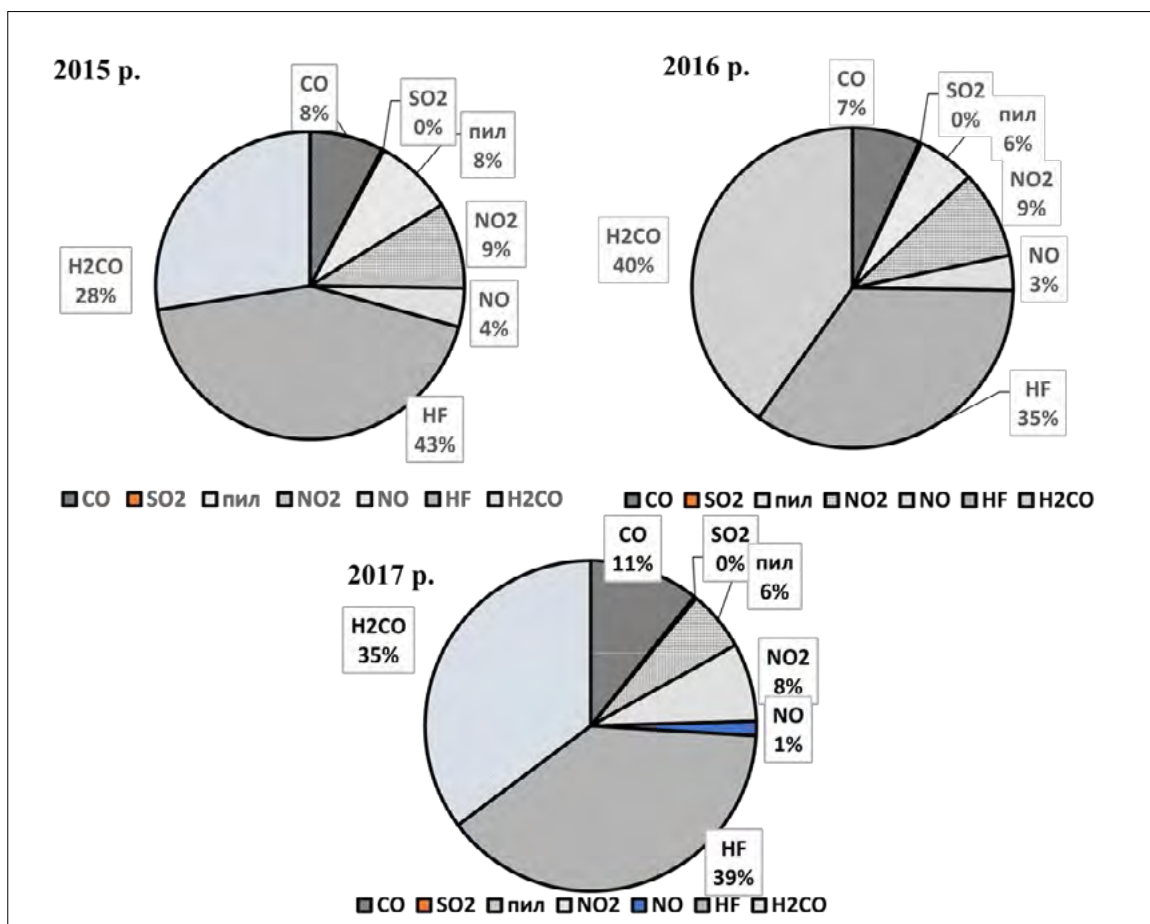 2015 р.
CO
8%
SO2
0%
пил
8%
NO2
9%
NO
4%
HF
43%
H2CO
28%
CO SO2 пил NO2 NO HF H2CO
2016 р.
CO
7%
SO2
0%
пил
6%
NO2
9%
NO
3%
HF
35%
H2CO
40%
CO SO2 пил NO2 NO HF H2CO
2017 р.
CO
11%
SO2
0%
пил
6%
NO2
8%
NO
1%
HF
39%
H2CO
35%
CO SO2 пил NO2 NO HF H2CO